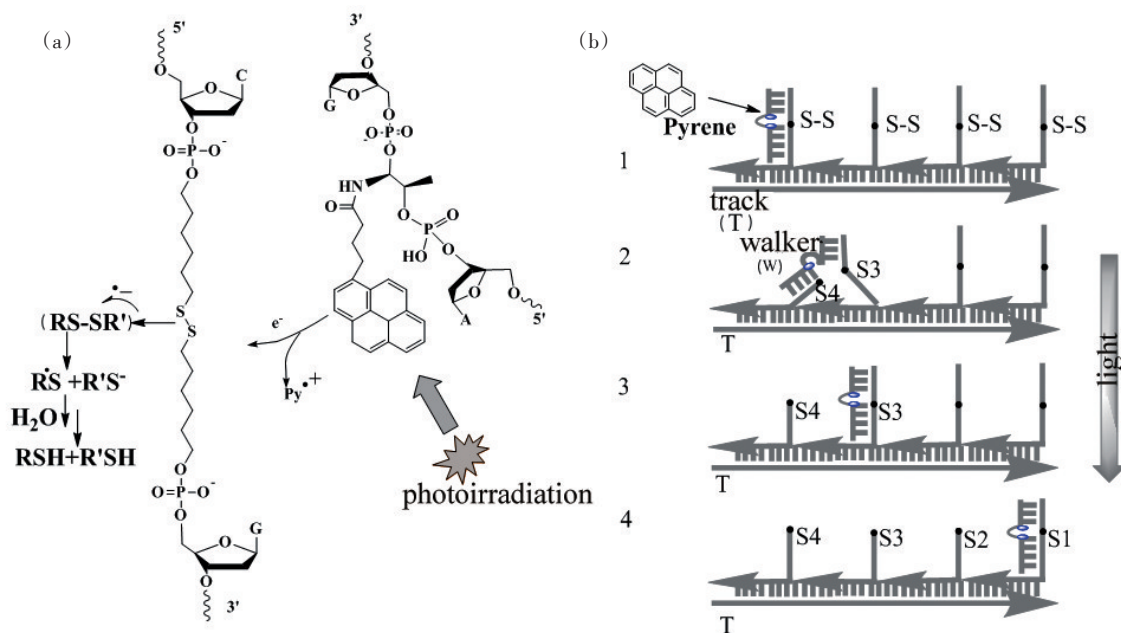 (a)
5'
O
O
C
O
O=P-O-
O
S
S
•−
(RS-SR')
RṠ +R'S-
H2O
RSH+R'SH
O
O=P-O-
O
G
O
O
3'
3'
O
O
G
O
-O-P=O
O
HN
O
O
O
P
HO
O
O
O
A
5'
e-
Py•+
photoirradiation
(b)
Pyrene
S-S
S-S
S-S
S-S
1
track
(T)
2
walker
(W)
S3
S4
T
3
S4
S3
T
4
S4
S3
S2
S1
T
light